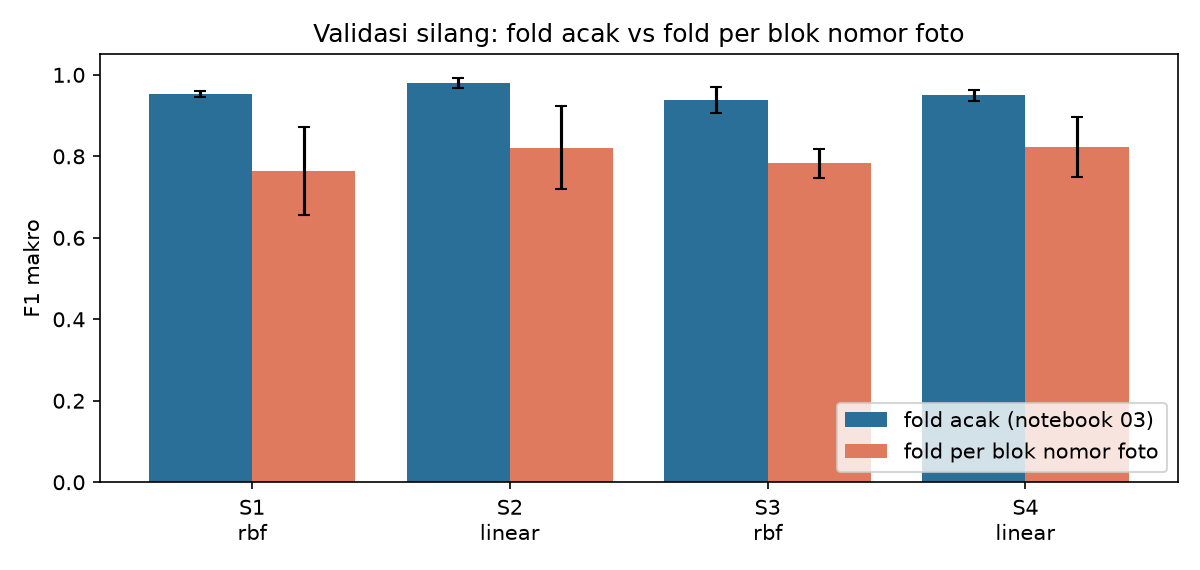 Validasi silang: fold acak vs fold per blok nomor foto
F1 makro
1.0
0.8
0.6
0.4
0.2
0.0
fold acak (notebook 03)
fold per blok nomor foto
S1
rbf
S2
linear
S3
rbf
S4
linear